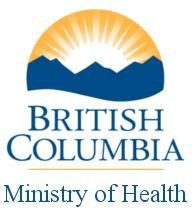 BRITISH
COLUMBIA
Ministry of Health